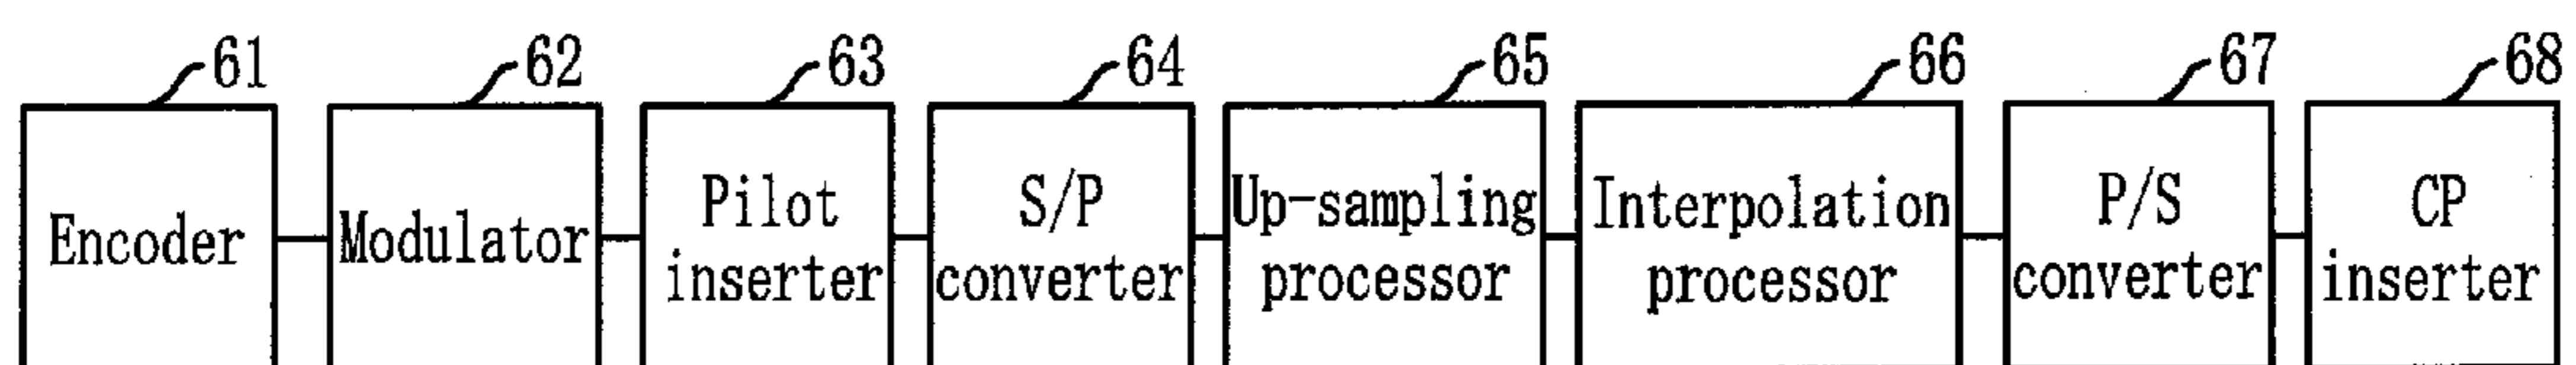 61 62 63 64 65 66 67 68
Encoder
Modulator
Pilot
inserter
S/P
converter
Up-sampling
processor
Interpolation
processor
P/S
converter
CP
inserter